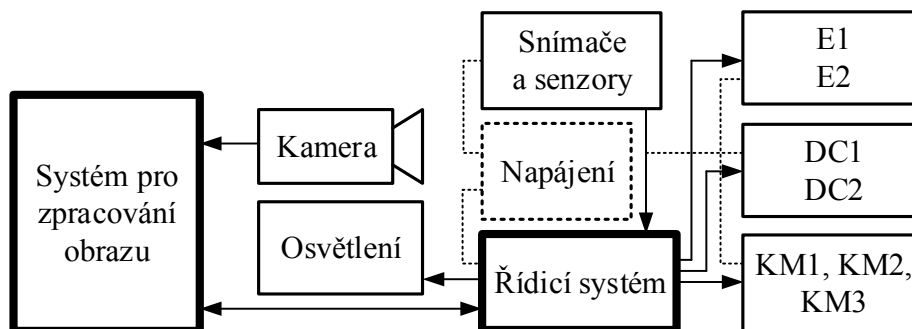 Systém pro
zpracování
obrazu
Kamera
Osvětlení
Snímače
a senzory
Napájení
Řídicí systém
E1
E2
DC1
DC2
KM1, KM2,
KM3